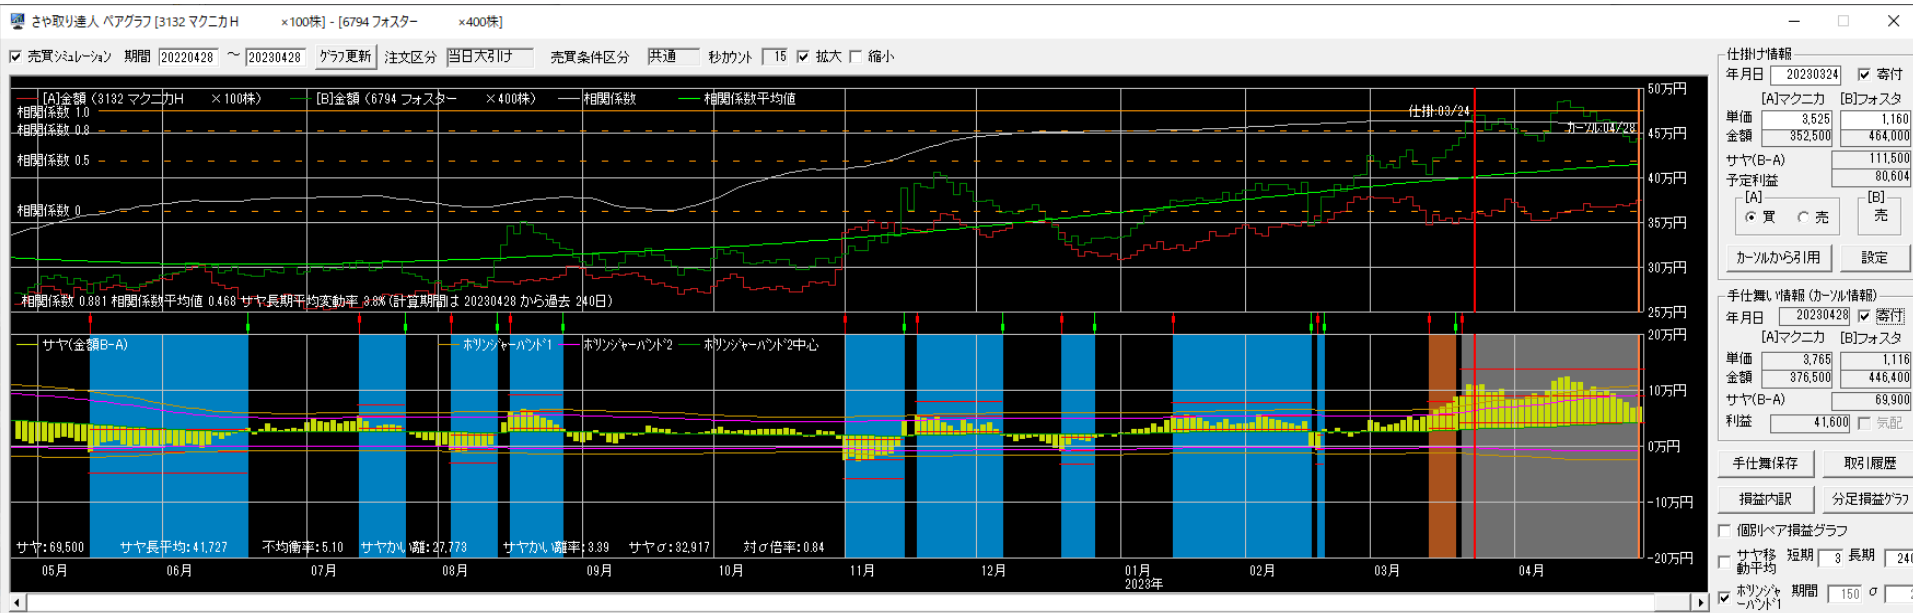 さや取り達人 ペアグラフ [3132 マクニカH ×100株] - [6794 フォスター ×400株]
売買シミュレーション 期間 20220428 ～ 20230428 グラフ更新 注文区分 当日大引け 売買条件区分 共通 秒カウント 15 拡大 縮小
[A]金額 (3132 マクニカH ×100株) [B]金額 (6794 フォスター ×400株) 相関係数 相関係数平均値
相関係数 1.0
相関係数 0.8
相関係数 0.5
相関係数 0
仕掛:03/24
カーソル:04/28
50万円
45万円
40万円
35万円
30万円
25万円
相関係数 0.881 相関係数平均値 0.468 サヤ長期平均変動率 3.8% (計算期間は 20230428 から過去 240日)
サヤ(金額B-A) ボリンジャーバンド1 ボリンジャーバンド2 ボリンジャーバンド2中心
20万円
10万円
0万円
-10万円
-20万円
サヤ:69,500 サヤ長平均:41,727 不均衡率:5.10 サヤかい離:27,773 サヤかい離率:3.39 サヤσ:32,917 対σ倍率:0.84
05月 06月 07月 08月 09月 10月 11月 12月 01月 02月 03月 04月
2023年
仕掛け情報
年月日 20230324 寄付
[A]マクニカ [B]フォスタ
単価 3,525 1,160
金額 352,500 464,000
サヤ(B-A) 111,500
予定利益 80,604
[A] [B]
買 売 売
カーソルから引用 設定
手仕舞い情報 (カーソル情報)
年月日 20230428 寄付
[A]マクニカ [B]フォスタ
単価 3,765 1,116
金額 376,500 446,400
サヤ(B-A) 69,900
利益 41,600 気配
手仕舞保存 取引履歴
損益内訳 分足損益グラフ
個別ペア損益グラフ
サヤ移動平均 短期 3 長期 240
ボリンジャーバンド1 期間 150 σ 2